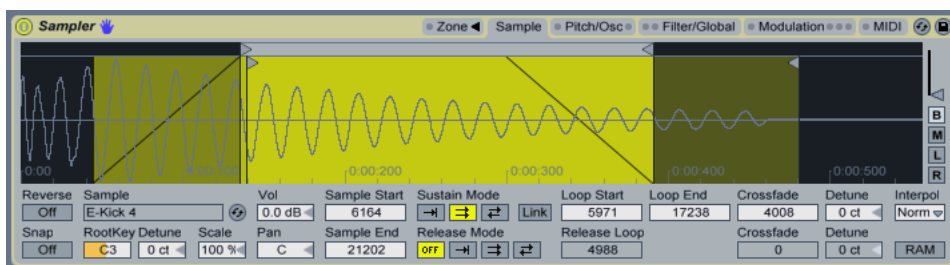 Sampler Zone Sample Pitch/Osc Filter/Global Modulation MIDI
B
M
L
R
0:00 0:00:100 0:00:200 0:00:300 0:00:400 0:00:500
Reverse Sample Vol Sample Start Sustain Mode Loop Start Loop End Crossfade Detune Interpol
Off E-Kick 4 0.0 dB 6164 Link 5971 17238 4008 0 ct Norm
Snap RootKey Detune Scale Pan Sample End Release Mode Release Loop Crossfade Detune
Off C3 0 ct 100 % C 21202 OFF 4988 0 0 ct RAM